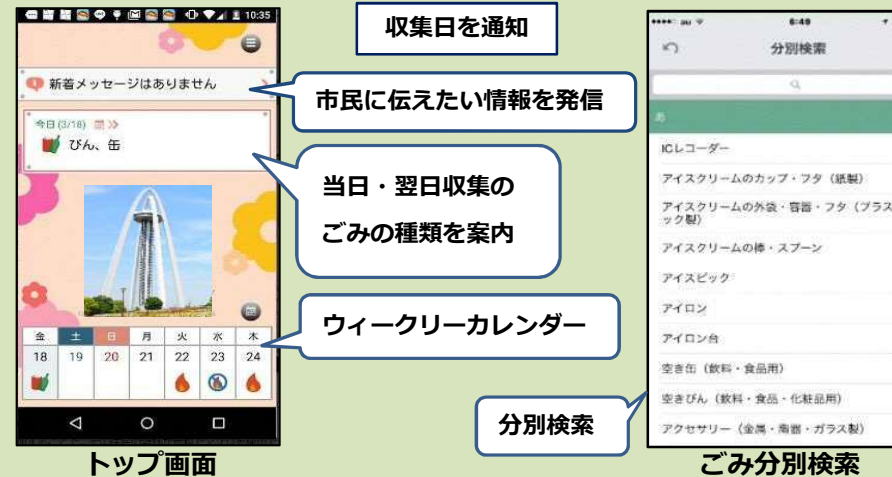 10:35
新着メッセージはありません
今日(3/18)
びん、缶
金 土 日 月 火 水 木
18 19 20 21 22 23 24
トップ画面
収集日を通知
市民に伝えたい情報を発信
当日・翌日収集の
ごみの種類を案内
ウィークリーカレンダー
分別検索
au 6:49
分別検索
あ
ICレコーダー
アイスクリームのカップ・フタ（紙製）
アイスクリームの外袋・容器・フタ（プラス
ック製）
アイスクリームの棒・スプーン
アイスピック
アイロン
アイロン台
空き缶（飲料・食品用）
空きびん（飲料・食品・化粧品用）
アクセサリー（金属・陶器・ガラス製）
ごみ分別検索